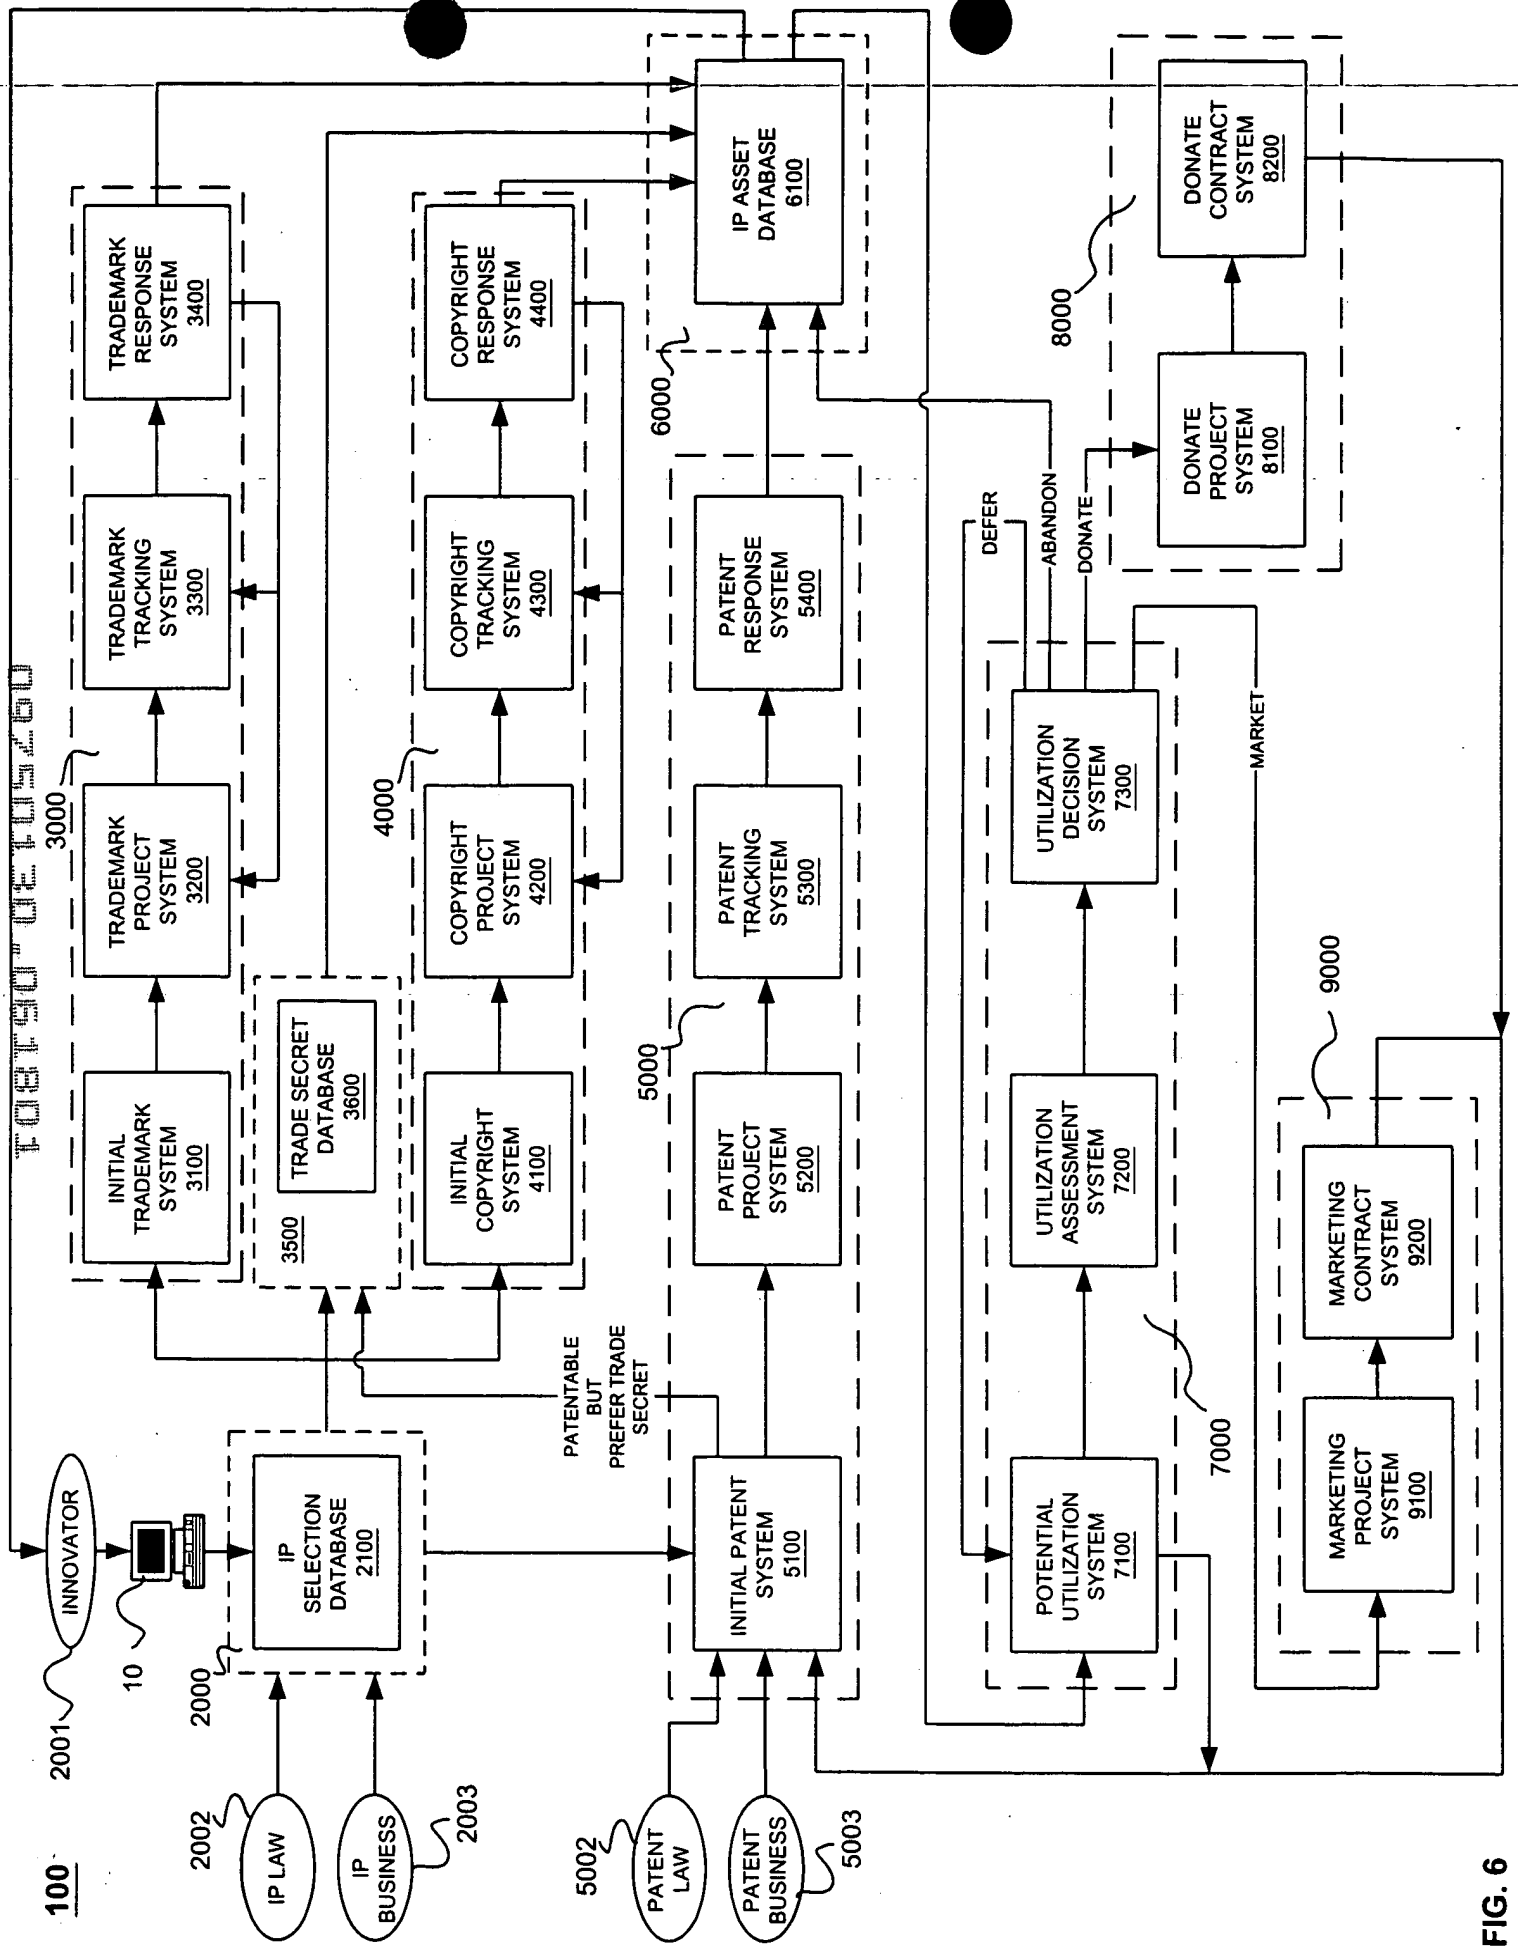 100
2001
INNOVATOR
10
2002
IP LAW
IP
BUSINESS
2003
2000
IP
SELECTION
DATABASE
2100
3000
INITIAL
TRADEMARK
SYSTEM
3100
TRADEMARK
PROJECT
SYSTEM
3200
TRADEMARK
TRACKING
SYSTEM
3300
TRADEMARK
RESPONSE
SYSTEM
3400
3500
TRADE SECRET
DATABASE
3600
4000
INITIAL
COPYRIGHT
SYSTEM
4100
COPYRIGHT
PROJECT
SYSTEM
4200
COPYRIGHT
TRACKING
SYSTEM
4300
COPYRIGHT
RESPONSE
SYSTEM
4400
PATENTABLE
BUT
PREFER TRADE
SECRET
5002
PATENT
LAW
PATENT
BUSINESS
5003
5000
INITIAL PATENT
SYSTEM
5100
PATENT
PROJECT
SYSTEM
5200
PATENT
TRACKING
SYSTEM
5300
PATENT
RESPONSE
SYSTEM
5400
6000
IP ASSET
DATABASE
6100
DEFER
ABANDON
DONATE
MARKET
POTENTIAL
UTILIZATION
SYSTEM
7100
UTILIZATION
ASSESSMENT
SYSTEM
7200
UTILIZATION
DECISION
SYSTEM
7300
7000
8000
DONATE
PROJECT
SYSTEM
8100
DONATE
CONTRACT
SYSTEM
8200
9000
MARKETING
PROJECT
SYSTEM
9100
MARKETING
CONTRACT
SYSTEM
9200
FIG. 6